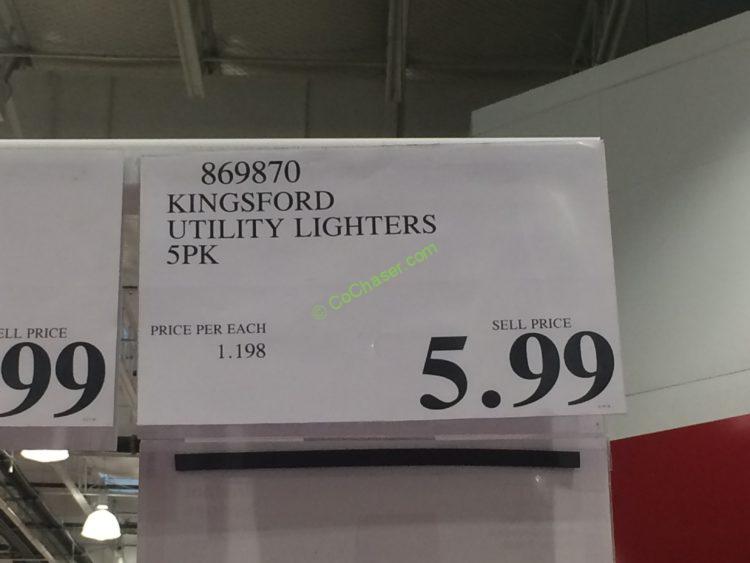 869870
KINGSFORD
UTILITY LIGHTERS
5PK
© CoChaser.com
PRICE PER EACH
1.198
SELL PRICE
5.99
ELL PRICE
99